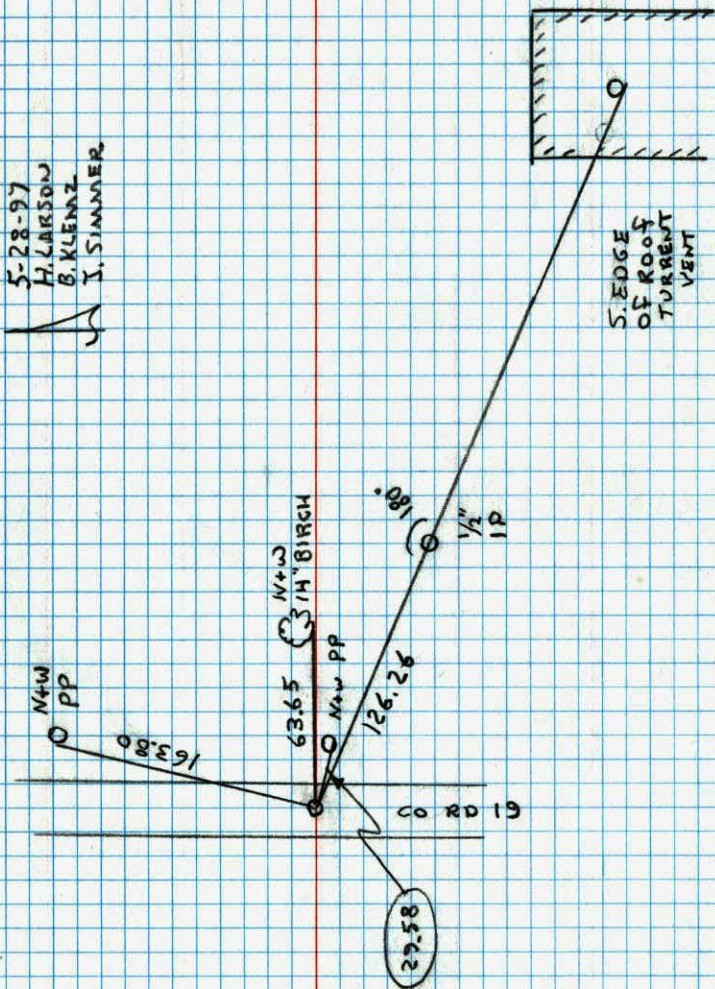 5-28-97
H. LARSON
B. KLEMZ
J. SIMMER
N+W
PP
163.80
N+W
14" BIRCH
63.65
N+W PP
126.26
180°
1/2"
IP
S. EDGE
OF ROOF
TURRENT
VENT
CO RD 19
29.58